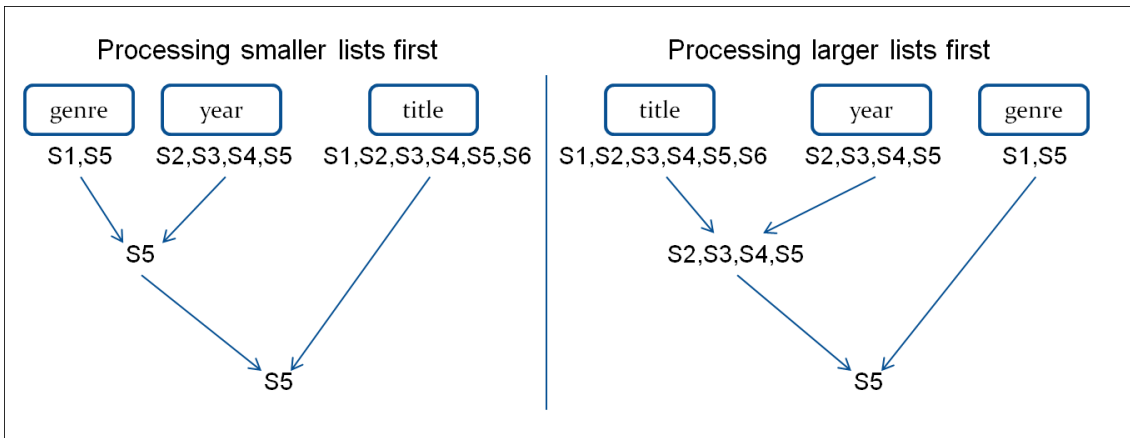 Processing smaller lists first
genre
year
title
S1,S5
S2,S3,S4,S5
S1,S2,S3,S4,S5,S6
S5
S5
Processing larger lists first
title
year
genre
S1,S2,S3,S4,S5,S6
S2,S3,S4,S5
S1,S5
S2,S3,S4,S5
S5